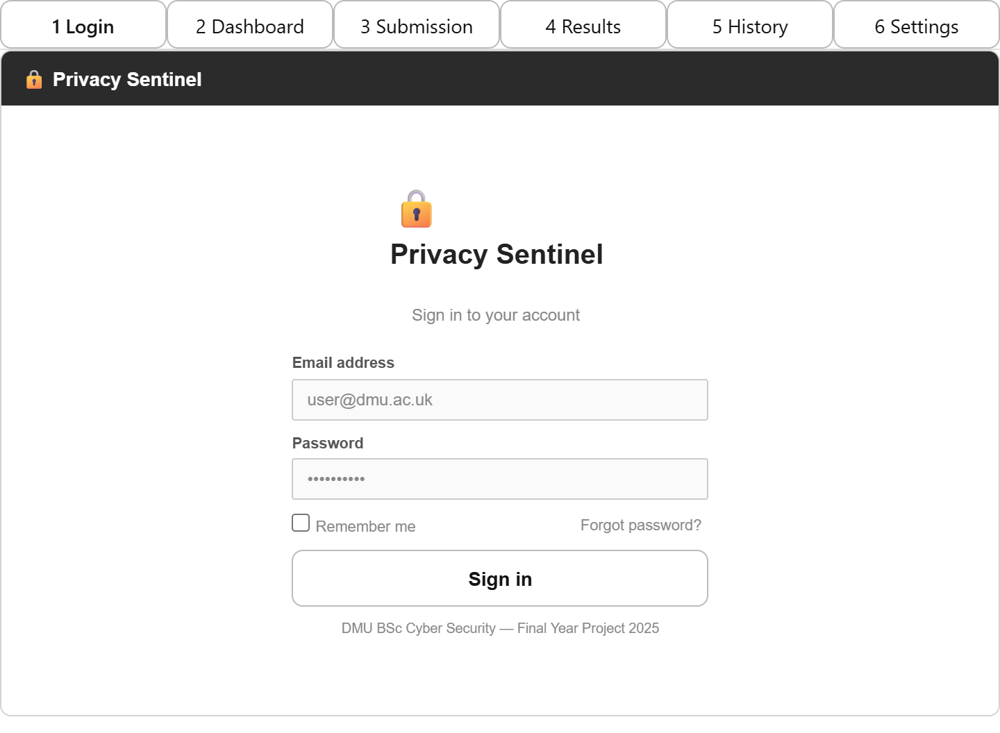 1 Login
2 Dashboard
3 Submission
4 Results
5 History
6 Settings
Privacy Sentinel
Privacy Sentinel
Sign in to your account
Email address
user@dmu.ac.uk
Password
••••••••••
Remember me
Forgot password?
Sign in
DMU BSc Cyber Security — Final Year Project 2025